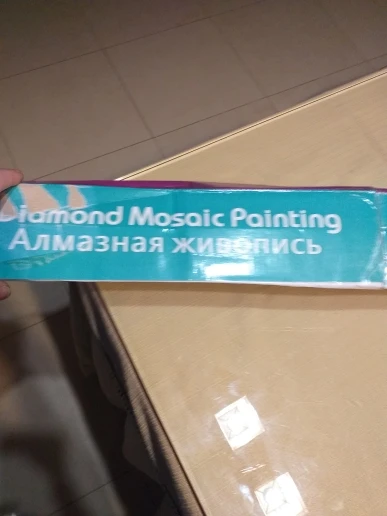 Diamond Mosaic Painting
Алмазная живопись